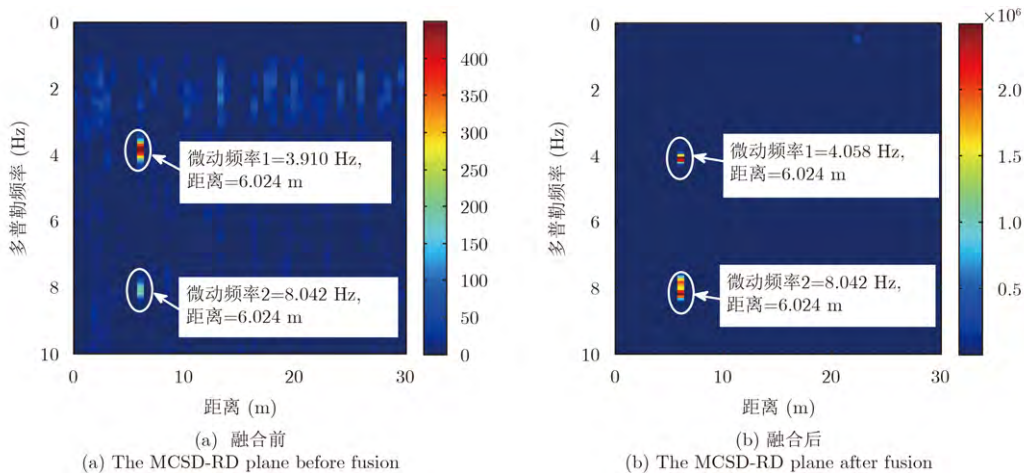 0
2
4
6
8
10
多普勒频率 (Hz)
0
10
20
30
距离 (m)
微动频率1=3.910 Hz,
距离=6.024 m
微动频率2=8.042 Hz,
距离=6.024 m
400
350
300
250
200
150
100
50
0
(a) 融合前
(a) The MCSD-RD plane before fusion
0
2
4
6
8
10
多普勒频率 (Hz)
0
10
20
30
距离 (m)
微动频率1=4.058 Hz,
距离=6.024 m
微动频率2=8.042 Hz,
距离=6.024 m
×10⁶
2.0
1.5
1.0
0.5
(b) 融合后
(b) The MCSD-RD plane after fusion